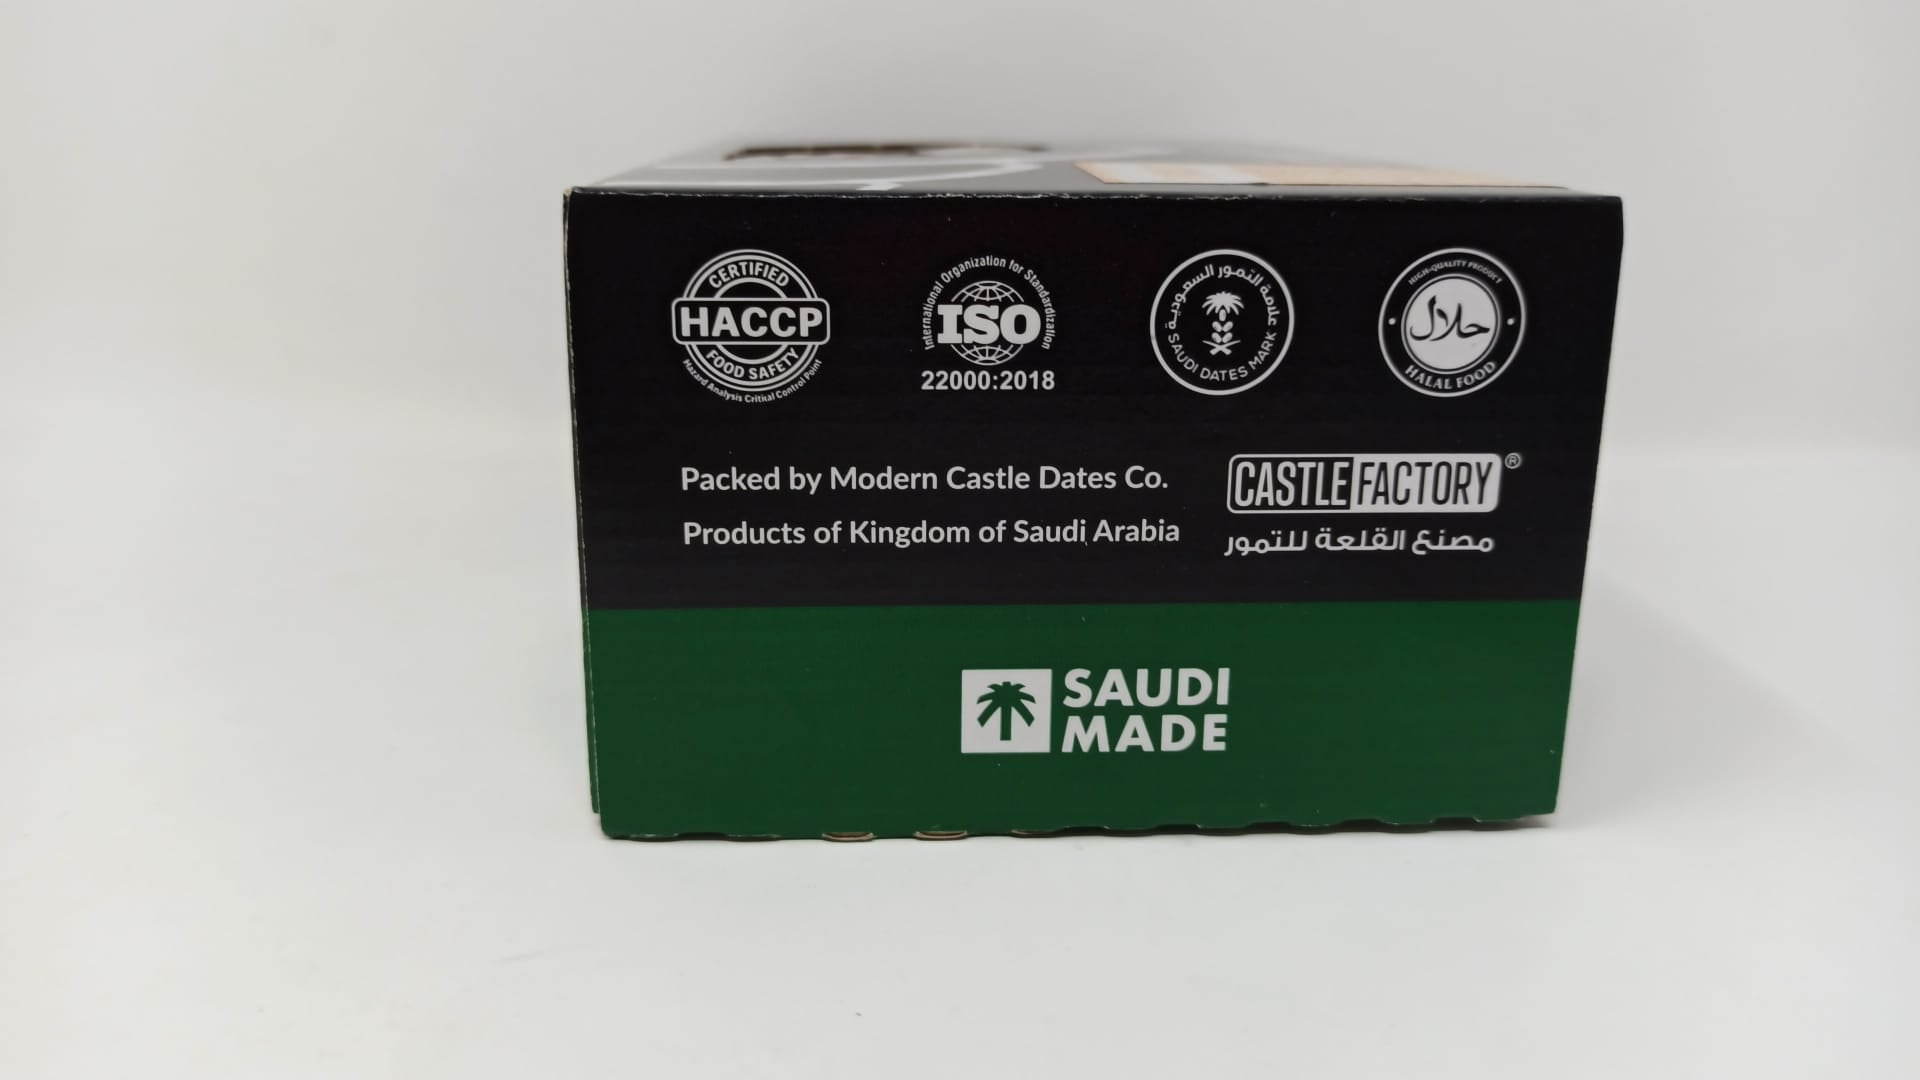 CERTIFIED
HACCP
FOOD SAFETY
Hazard Analysis Critical Control Point
International Organization for Standardization
ISO
22000:2018
علامة التمور السعودية
SAUDI DATES MARK
HIGH-QUALITY PRODUCT
حلال
HALAL FOOD
Packed by Modern Castle Dates Co.
Products of Kingdom of Saudi Arabia
CASTLE FACTORY®
مصنع القلعة للتمور
SAUDI
MADE